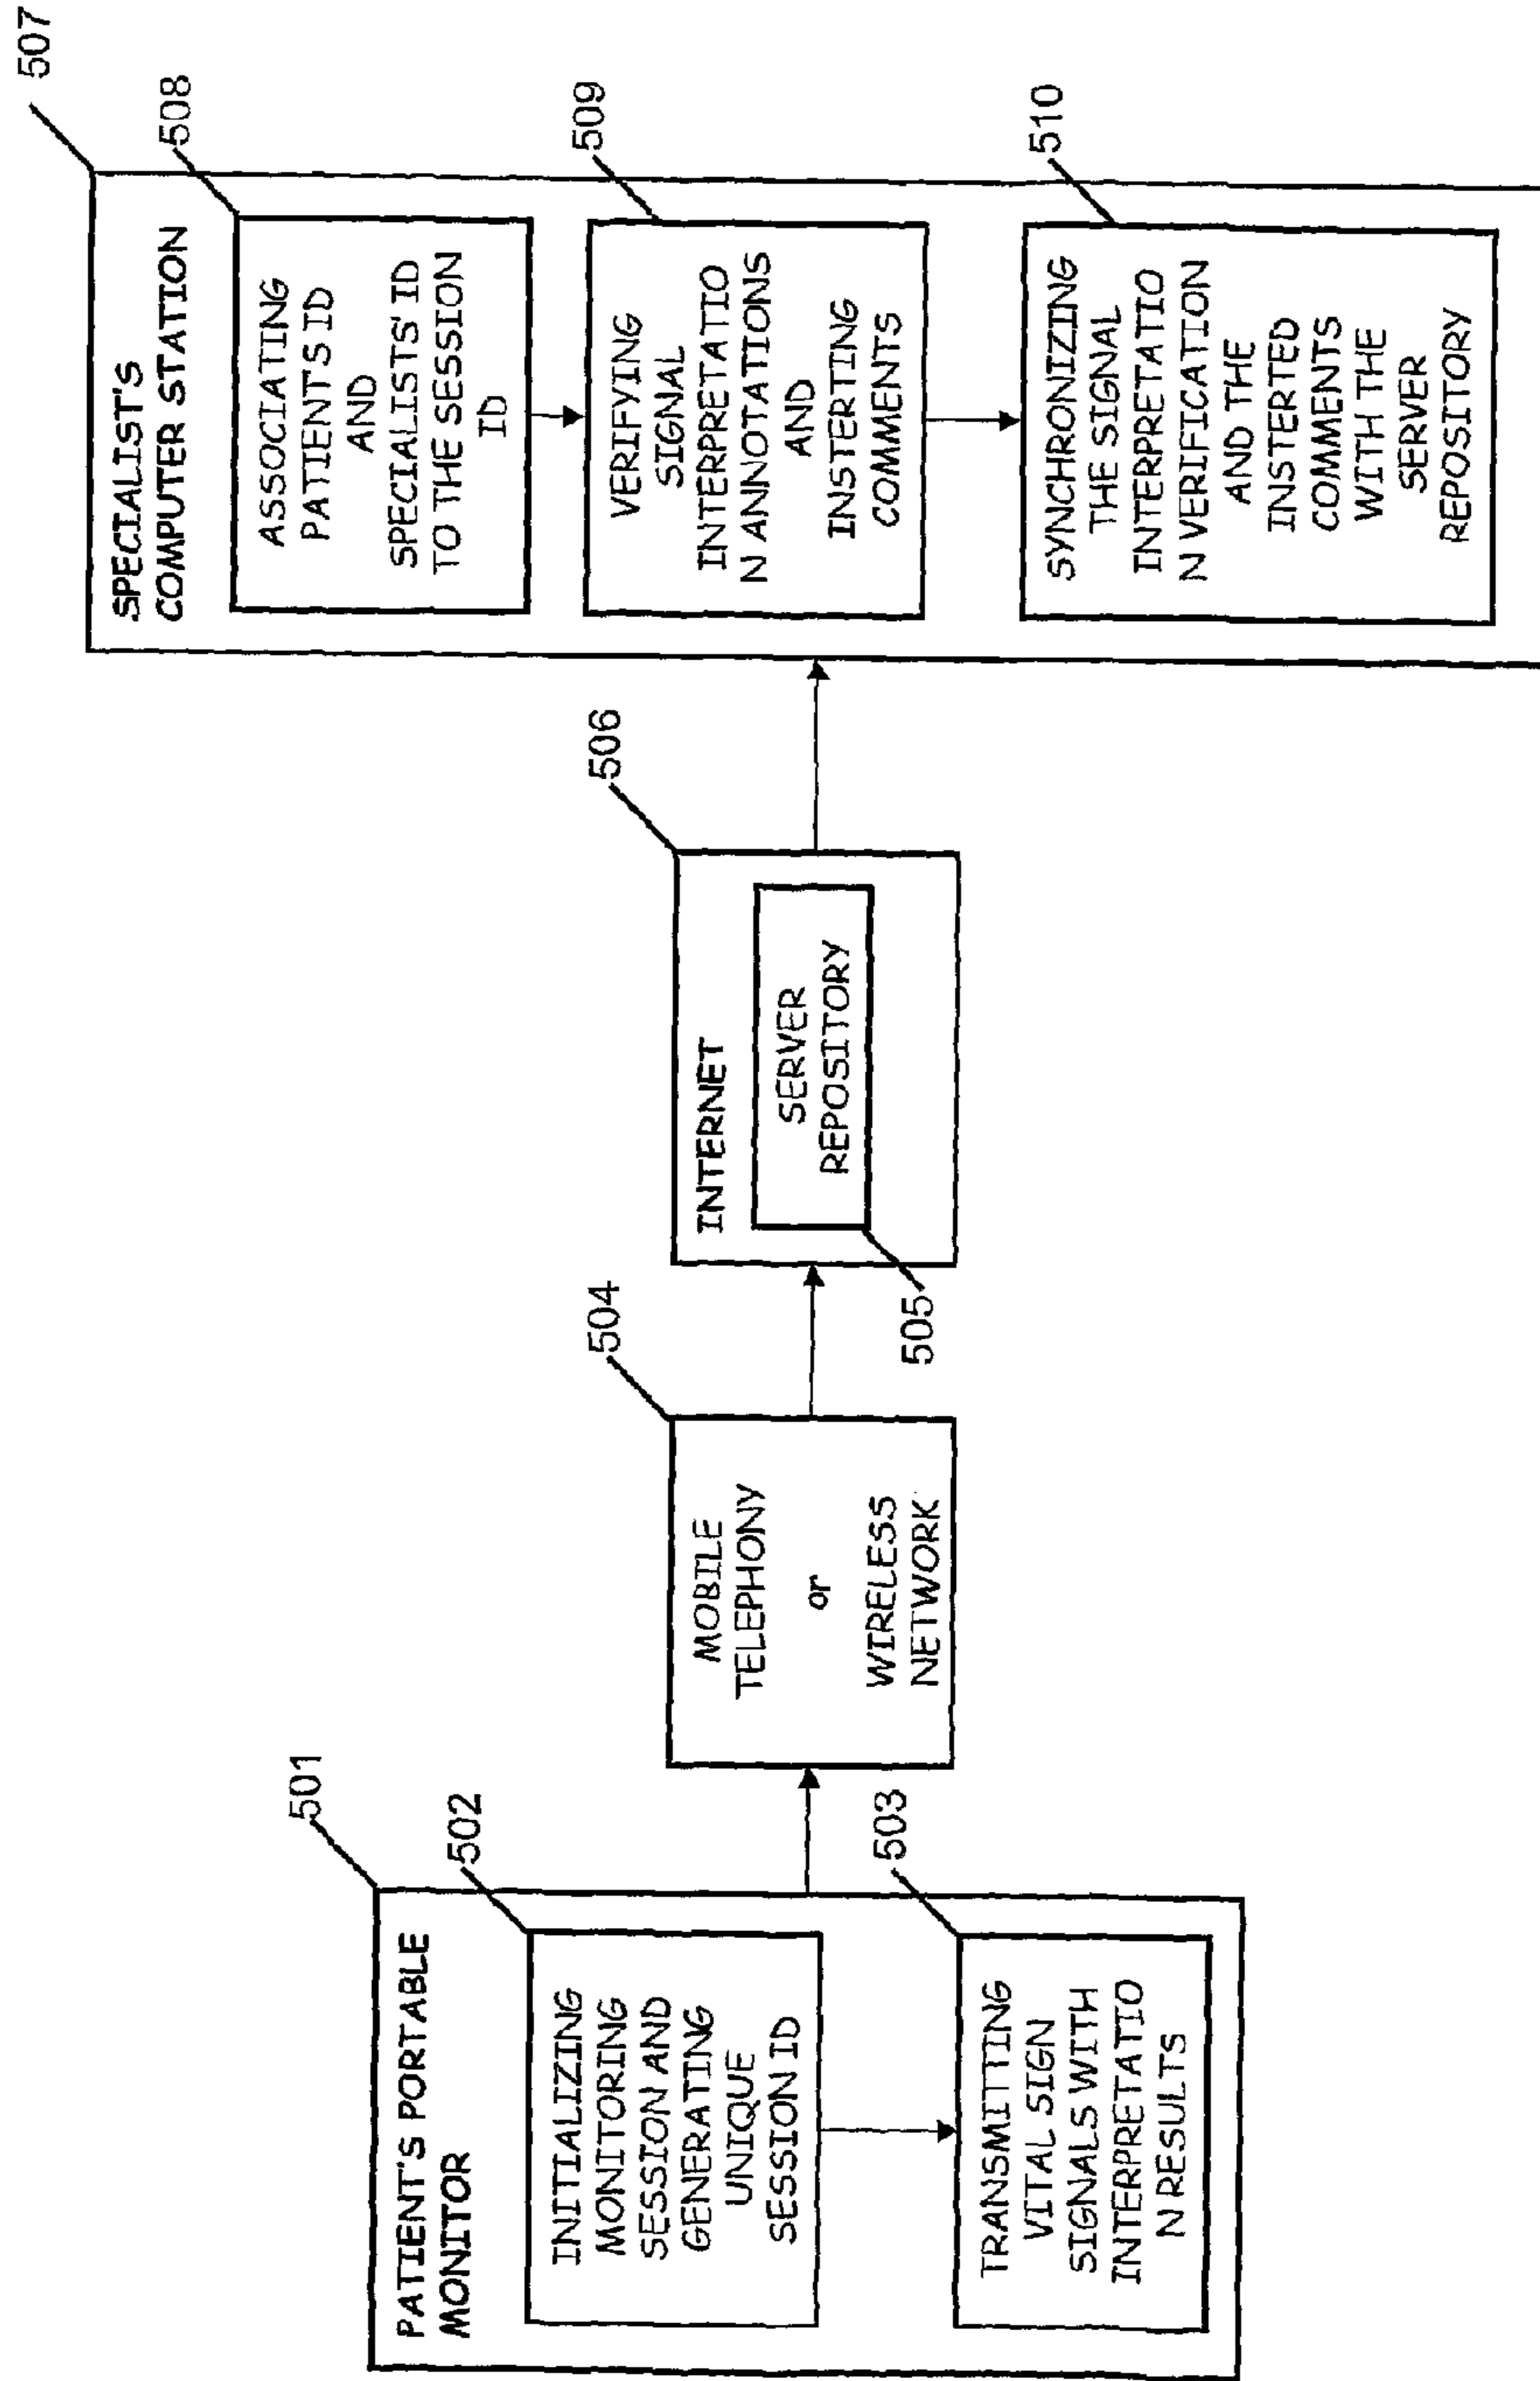 501
PATIENT'S PORTABLE
MONITOR
502
INITIALIZING
MONITORING
SESSION AND
GENERATING
UNIQUE
SESSION ID
503
TRANSMITTING
VITAL SIGN
SIGNALS WITH
INTERPRETATIO
N RESULTS
504
MOBILE
TELEPHONY
or
WIRELESS
NETWORK
506
INTERNET
SERVER
REPOSITORY
505
507
SPECIALIST'S
COMPUTER STATION
508
ASSOCIATING
PATIENT'S ID
AND
SPECIALISTS' ID
TO THE SESSION
ID
509
VERIFYING
SIGNAL
INTERPRETATIO
N ANNOTATIONS
AND
INSTERTING
COMMENTS
510
SYNCHRONIZING
THE SIGNAL
INTERPRETATIO
N VERIFICATION
AND THE
INSTERTED
COMMENTS
WITH THE
SERVER
REPOSITORY